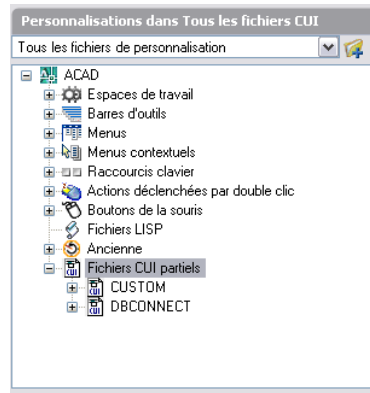 Personnalisations dans Tous les fichiers CUI
Tous les fichiers de personnalisation
ACAD
Espaces de travail
Barres d'outils
Menus
Menus contextuels
Raccourcis clavier
Actions déclenchées par double clic
Boutons de la souris
Fichiers LISP
Ancienne
Fichiers CUI partiels
CUSTOM
DBCONNECT